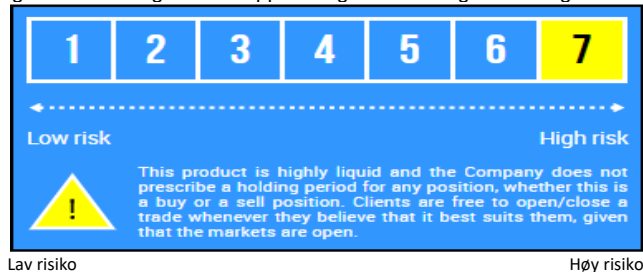 1 2 3 4 5 6 7
Low risk High risk
!
This product is highly liquid and the Company does not
prescribe a holding period for any position, whether this is
a buy or a sell position. Clients are free to open/close a
trade whenever they believe that it best suits them, given
that the markets are open.
Lav risiko Høy risiko